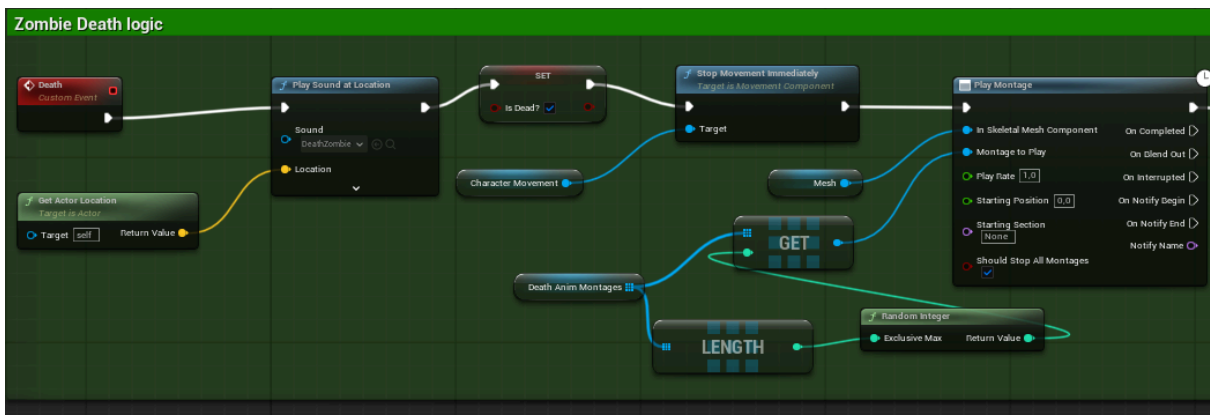 Zombie Death logic
Death
Custom Event
Play Sound at Location
Sound
DeathZombie
Location
Get Actor Location
Target is Actor
Target self
Return Value
SET
Is Dead?
Character Movement
Stop Movement Immediately
Target is Movement Component
Target
Mesh
GET
Death Anim Montages
LENGTH
Random Integer
Exclusive Max
Return Value
Play Montage
In Skeletal Mesh Component
On Completed
Montage to Play
On Blend Out
Play Rate 1,0
On Interrupted
Starting Position 0,0
On Notify Begin
Starting Section
None
On Notify End
Notify Name
Should Stop All Montages